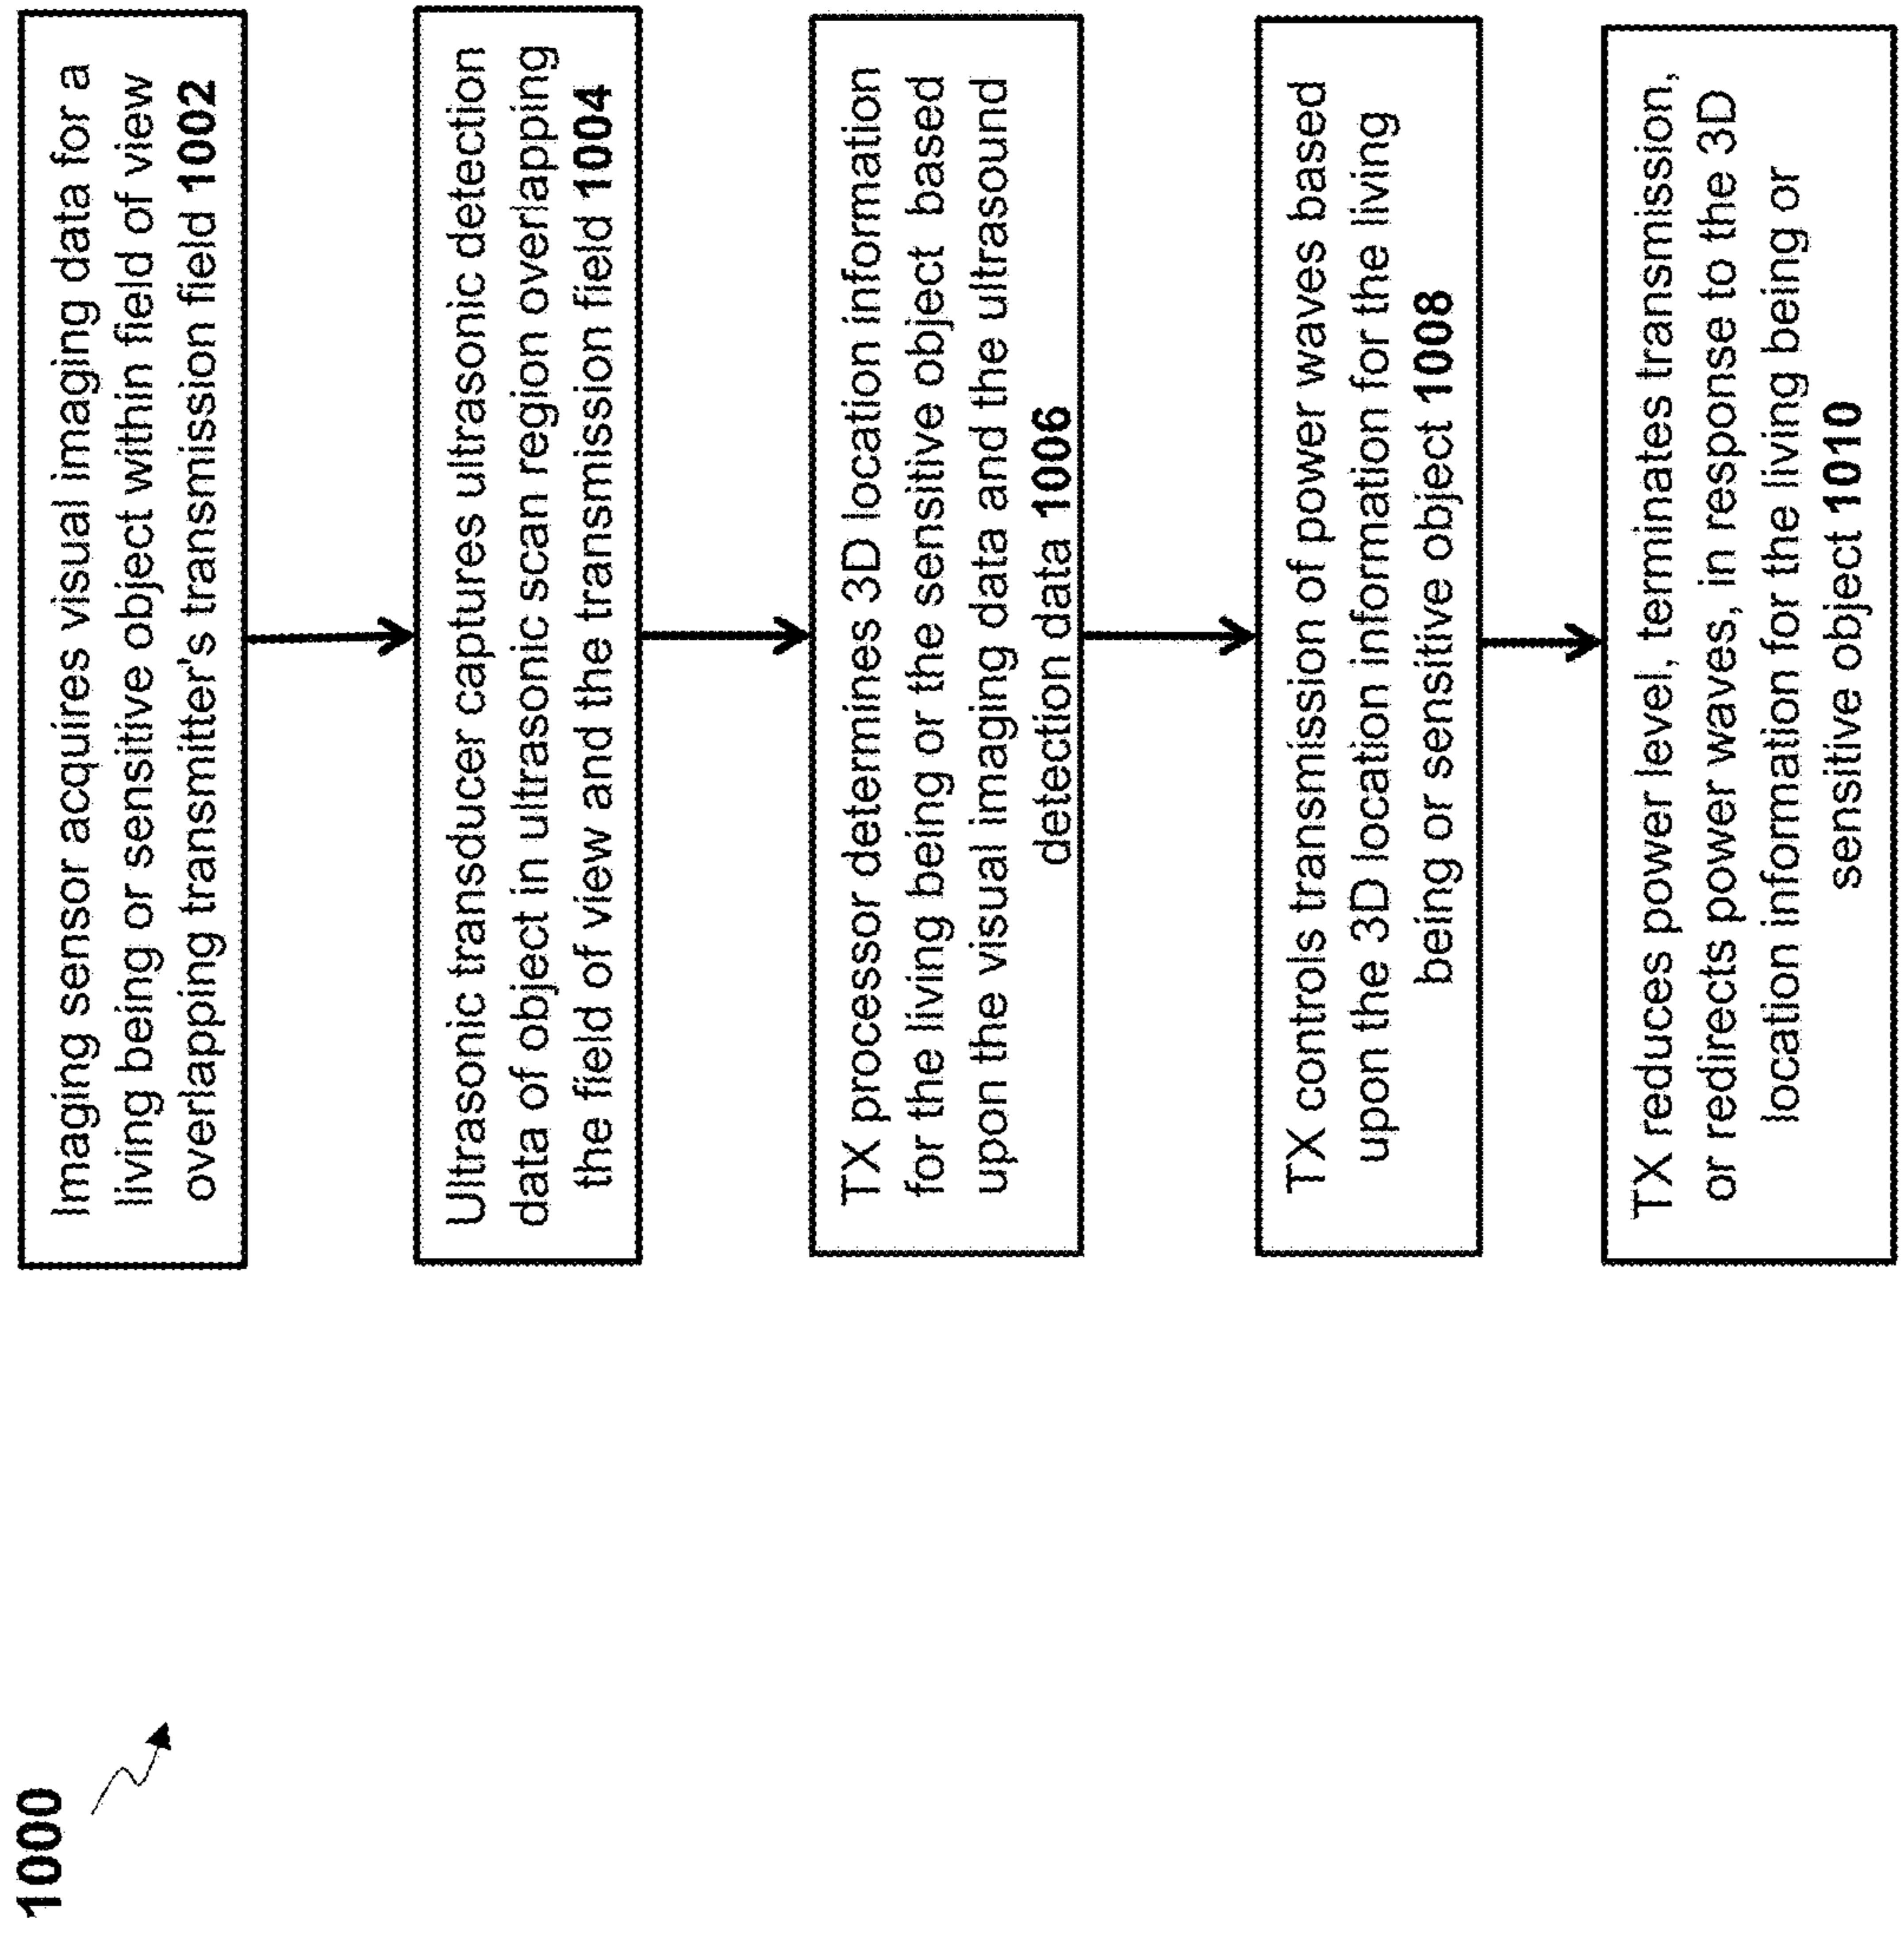 1000
Imaging sensor acquires visual imaging data for a
living being or sensitive object within field of view
overlapping transmitter's transmission field 1002
Ultrasonic transducer captures ultrasonic detection
data of object in ultrasonic scan region overlapping
the field of view and the transmission field 1004
TX processor determines 3D location information
for the living being or the sensitive object based
upon the visual imaging data and the ultrasound
detection data 1006
TX controls transmission of power waves based
upon the 3D location information for the living
being or sensitive object 1008
TX reduces power level, terminates transmission,
or redirects power waves, in response to the 3D
location information for the living being or
sensitive object 1010